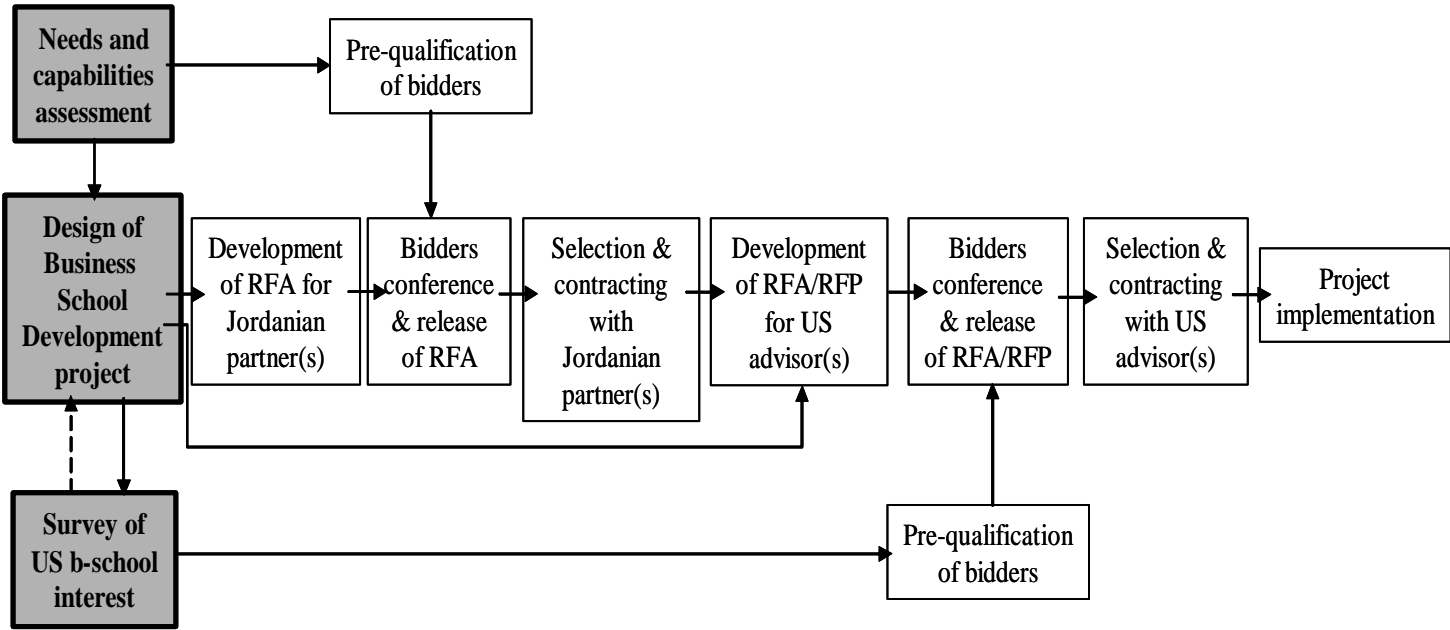 Needs and
capabilities
assessment
Pre-qualification
of bidders
Design of
Business
School
Development
project
Development
of RFA for
Jordanian
partner(s)
Bidders
conference
& release
of RFA
Selection &
contracting
with
Jordanian
partner(s)
Development
of RFA/RFP
for US
advisor(s)
Bidders
conference
& release
of RFA/RFP
Selection &
contracting
with US
advisor(s)
Project
implementation
Survey of
US b-school
interest
Pre-qualification
of bidders